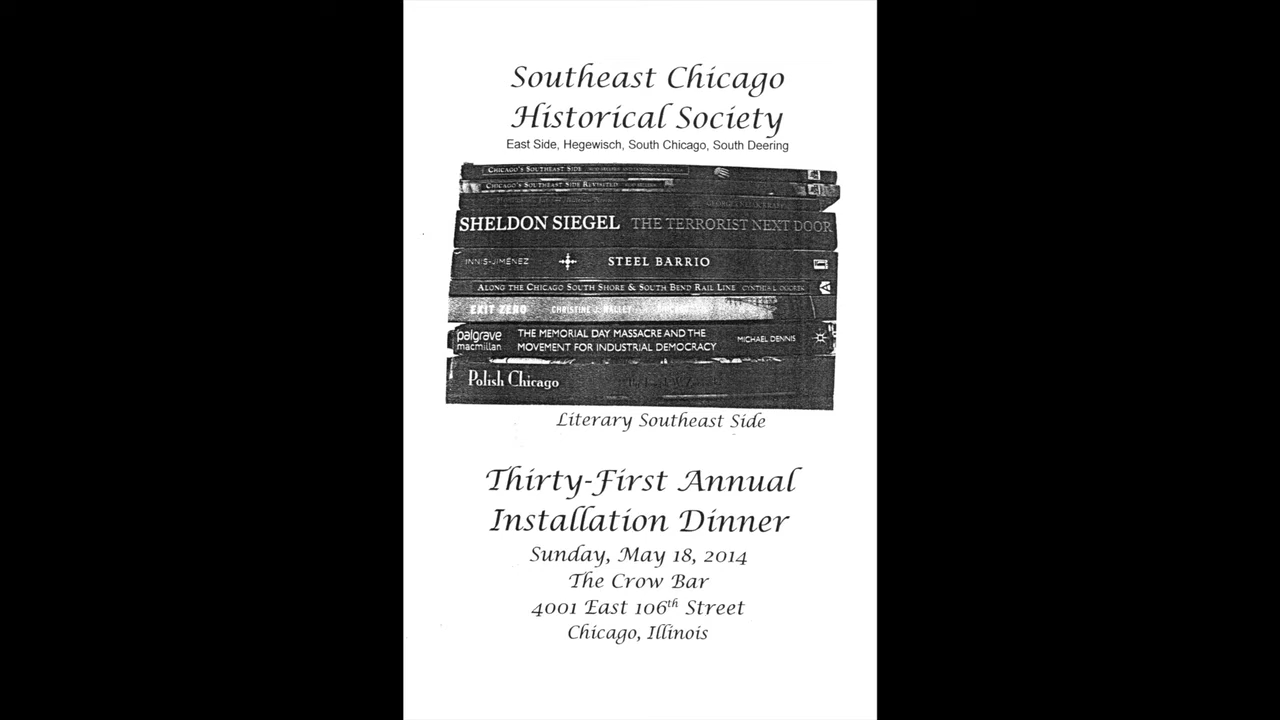 Southeast Chicago
Historical Society
East Side, Hegewisch, South Chicago, South Deering
CHICAGO'S SOUTHEAST SIDE
CHICAGO'S SOUTHEAST SIDE REVISITED
SHELDON SIEGEL THE TERRORIST NEXT DOOR
INNIS-JIMÉNEZ STEEL BARRIO
ALONG THE CHICAGO SOUTH SHORE & SOUTH BEND RAIL LINE
EXIT ZERO CHRISTINE J. WALLEY
palgrave
macmillan
THE MEMORIAL DAY MASSACRE AND THE
MOVEMENT FOR INDUSTRIAL DEMOCRACY
MICHAEL DENNIS
Polish Chicago
Literary Southeast Side
Thirty-First Annual
Installation Dinner
Sunday, May 18, 2014
The Crow Bar
4001 East 106th Street
Chicago, Illinois